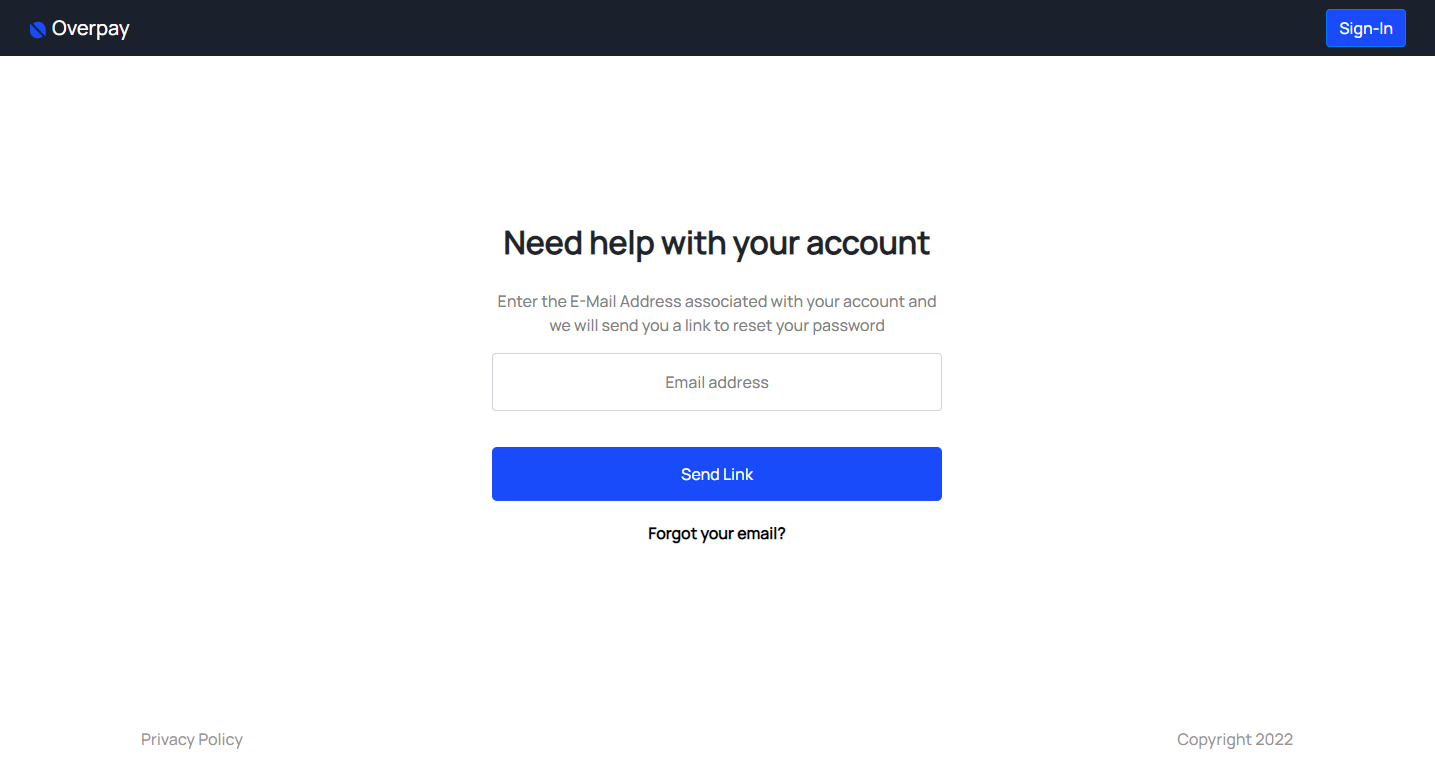 Overpay
Sign-In
Need help with your account
Enter the E-Mail Address associated with your account and
we will send you a link to reset your password
Email address
Send Link
Forgot your email?
Privacy Policy
Copyright 2022